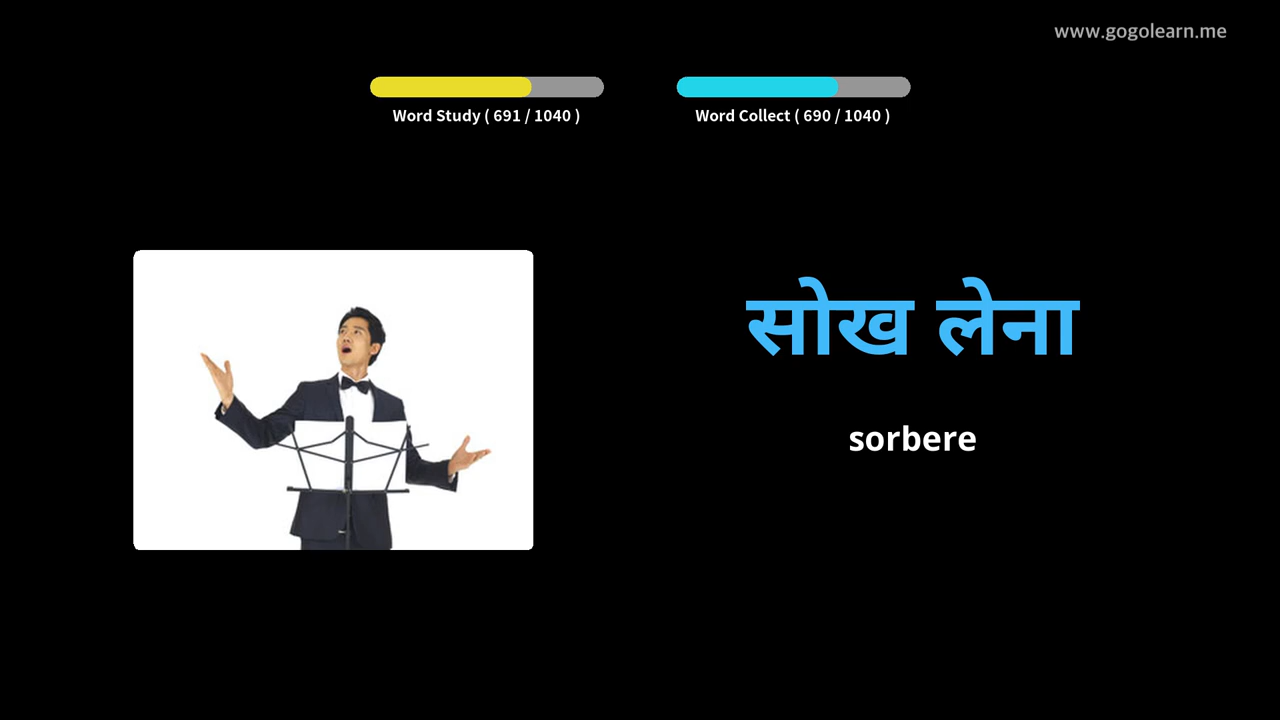 www.gogolearn.me
Word Study ( 691 / 1040 )
Word Collect ( 690 / 1040 )
सोख लेना
sorbere